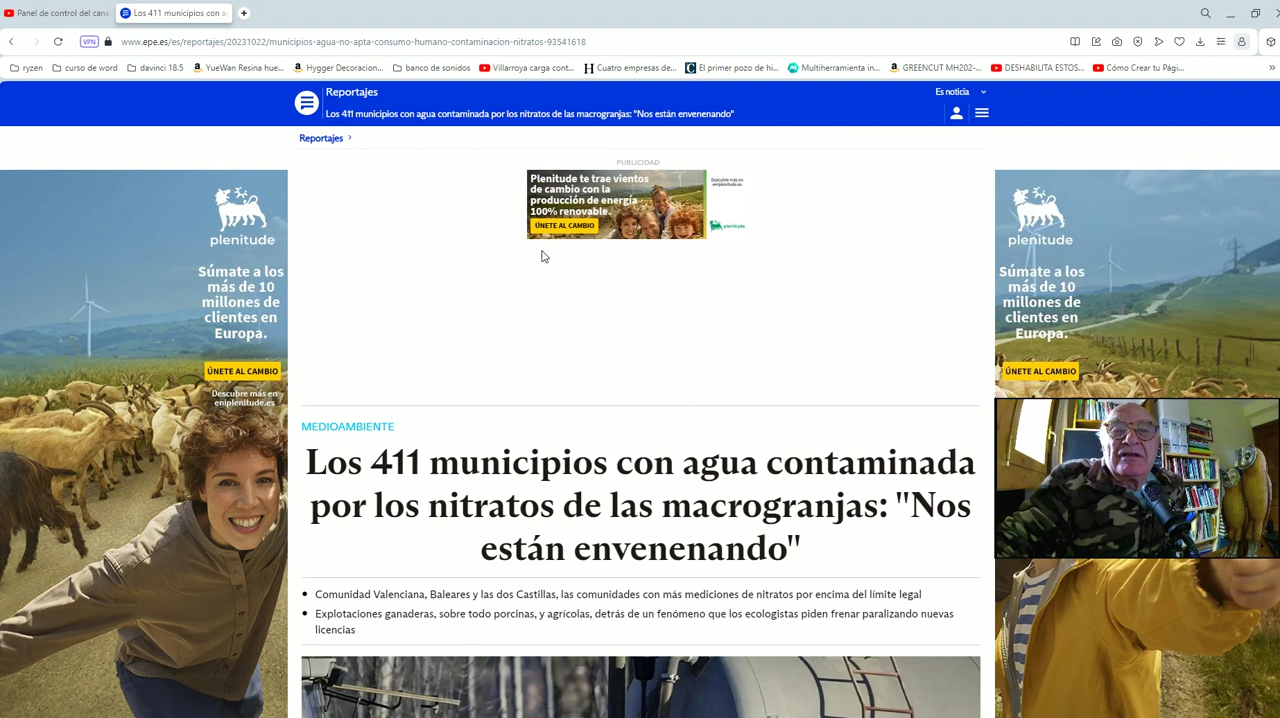 Panel de control del cana
Los 411 municipios con a
VPN
www.epe.es/es/reportajes/20231022/municipios-agua-no-apta-consumo-humano-contaminacion-nitratos-93541618
ryzen
curso de word
davinci 18.5
YueWan Resina hue...
Hygger Decoracion...
banco de sonidos
Villarroya carga cont...
Cuatro empresas de...
El primer pozo de hi...
Multiherramienta in...
GREENCUT MH202-...
DESHABILITA ESTOS...
Cómo Crear tu Pági...
Reportajes
Es noticia
Los 411 municipios con agua contaminada por los nitratos de las macrogranjas: "Nos están envenenando"
Reportajes
PUBLICIDAD
Plenitude te trae vientos
de cambio con la
producción de energía
100% renovable.
ÚNETE AL CAMBIO
Descubre más en
eniplenitude.es
plenitude
plenitude
Súmate a los
más de 10
millones de
clientes en
Europa.
ÚNETE AL CAMBIO
Descubre más en
eniplenitude.es
plenitude
Súmate a los
más de 10
millones de
clientes en
Europa.
ÚNETE AL CAMBIO
MEDIOAMBIENTE
Los 411 municipios con agua contaminada
por los nitratos de las macrogranjas: "Nos
están envenenando"
Comunidad Valenciana, Baleares y las dos Castillas, las comunidades con más mediciones de nitratos por encima del límite legal
Explotaciones ganaderas, sobre todo porcinas, y agrícolas, detrás de un fenómeno que los ecologistas piden frenar paralizando nuevas
licencias